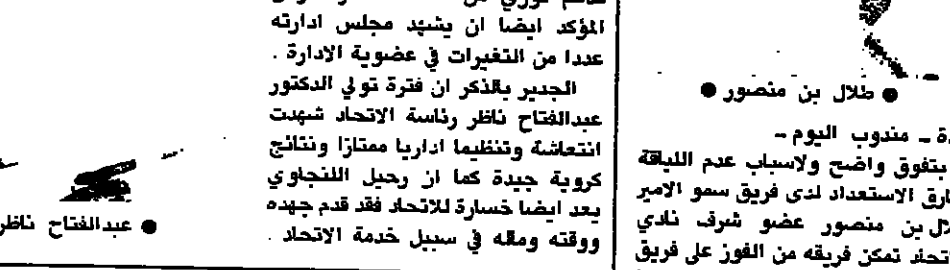 ● طلال بن منصور ●
ـ مندوب اليوم ـ
بتفوق واضح ولاسباب عدم اللياقة
الاستعداد لدى فريق سمو الامير
بن منصور عضو شرف نادي
تمكن فريقه من الفوز على فريق
المؤكد ايضا ان يشهد مجلس ادارته
عددا من التغيرات في عضوية الادارة .
الجدير بالذكر ان فترة تولي الدكتور
عبدالفتاح ناظر رئاسة الاتحاد شهدت
انتعاشة وتنظيما اداريا ممتازا ونتائج
كروية جيدة كما ان رحيل اللنجاوي
يعد ايضا خسارة للاتحاد فقد قدم جهده
ووقته وماله في سبيل خدمة الاتحاد .
● عبدالفتاح ناظر